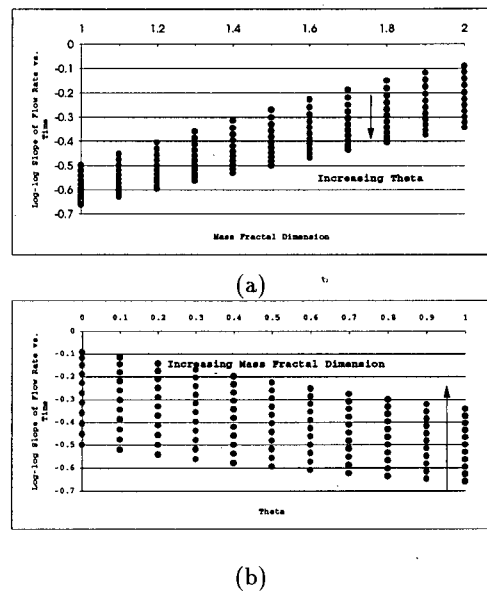 1 1.2 1.4 1.6 1.8 2
0
-0.1
-0.2
-0.3
-0.4
-0.5
-0.6
-0.7
Log-log Slope of Flow Rate vs.
Time
Increasing Theta
Mass Fractal Dimension
(a)
0 0.1 0.2 0.3 0.4 0.5 0.6 0.7 0.8 0.9 1
0
-0.1
-0.2
-0.3
-0.4
-0.5
-0.6
-0.7
Log-log Slope of Flow Rate vs.
Time
Increasing Mass Fractal Dimension
Theta
(b)